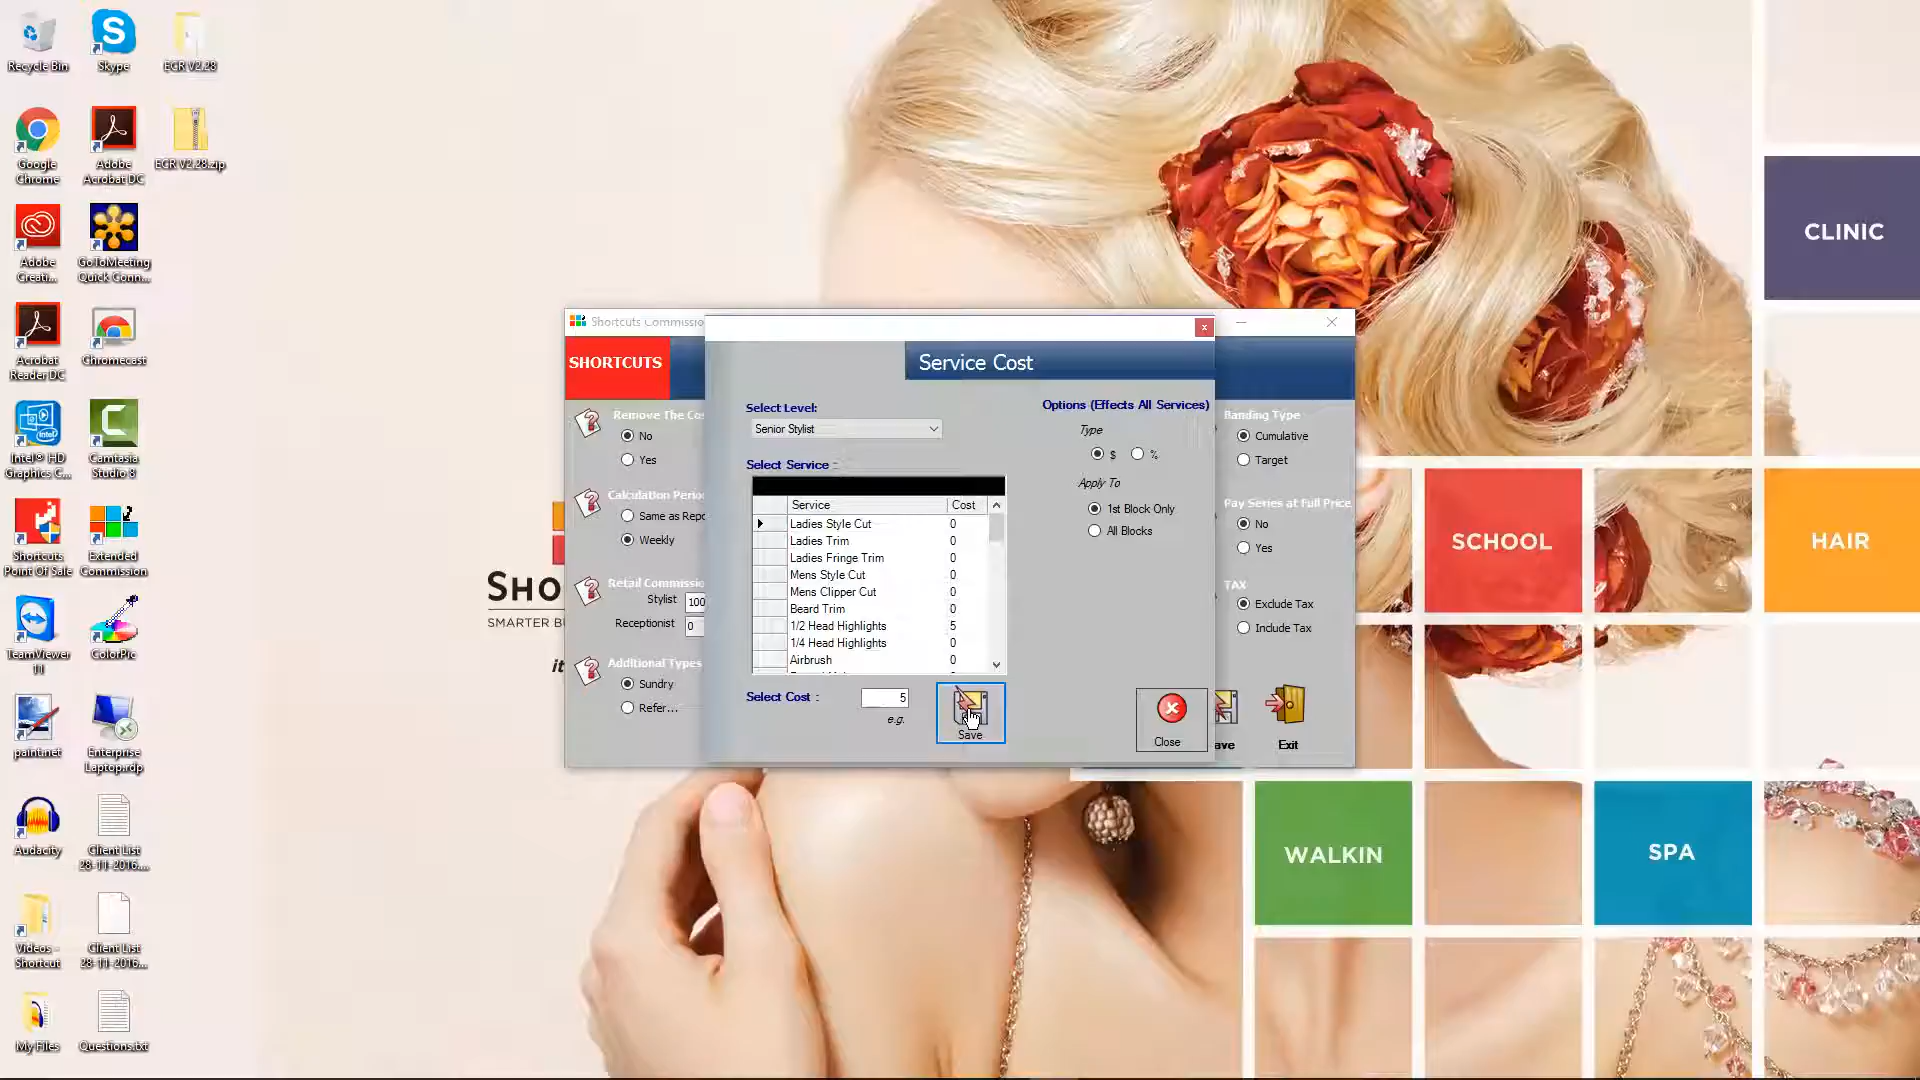 Recycle Bin
Skype
ECR V2.28
Google Chrome
Adobe Acrobat DC
ECR V2.28.zip
Adobe Creati...
GoToMeeting Quick Conn...
Acrobat Reader DC
Chromecast
Intel® HD Graphics C...
Camtasia Studio 8
Shortcuts Point Of Sale
Extended Commission
TeamViewer 11
ColorPic
paint.net
Enterprise Laptop.rdp
Audacity
Client List 28-11-2016....
Videos - Shortcut
Client List 28-11-2016....
My Files
Questions.txt
CLINIC
SCHOOL
HAIR
WALKIN
SPA
SHO
SMARTER B
it
Shortcuts Commissio
SHORTCUTS
Remove The Cos
No
Yes
Calculation Perio
Same as Repo
Weekly
Retail Commissio
Stylist 100
Receptionist 0
Additional Types
Sundry
Refer...
Service Cost
Select Level:
Senior Stylist
Select Service :
Service Cost
Ladies Style Cut 0
Ladies Trim 0
Ladies Fringe Trim 0
Mens Style Cut 0
Mens Clipper Cut 0
Beard Trim 0
1/2 Head Highlights 5
1/4 Head Highlights 0
Airbrush 0
Select Cost : 5
e.g.
Save
Options (Effects All Services)
Type
$ %
Apply To
1st Block Only
All Blocks
Close
Banding Type
Cumulative
Target
Pay Series at Full Price
No
Yes
TAX
Exclude Tax
Include Tax
ave
Exit